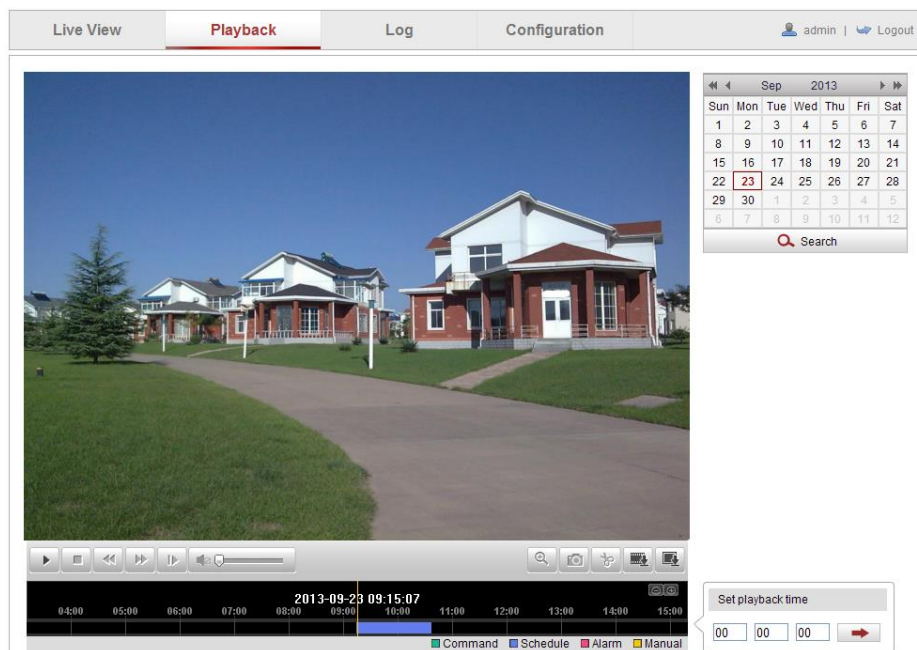 Live View Playback Log Configuration admin | Logout
Sep 2013
Sun Mon Tue Wed Thu Fri Sat
1 2 3 4 5 6 7
8 9 10 11 12 13 14
15 16 17 18 19 20 21
22 23 24 25 26 27 28
29 30 1 2 3 4 5
6 7 8 9 10 11 12
Search
2013-09-23 09:15:07
04:00 05:00 06:00 07:00 08:00 09:00 10:00 11:00 12:00 13:00 14:00 15:00
Command Schedule Alarm Manual
Set playback time
00 00 00